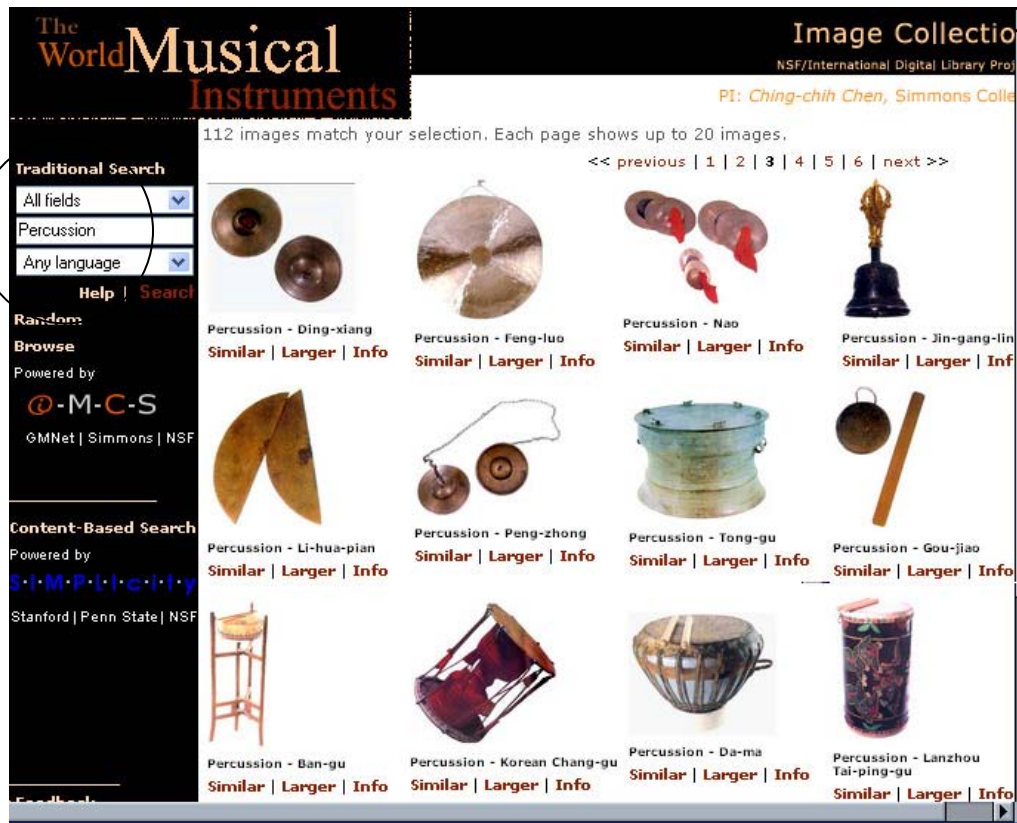 The
World Musical
Instruments
Image Collectio
NSF/International Digital Library Proj
PI: Ching-chih Chen, Simmons Colle
112 images match your selection. Each page shows up to 20 images.
<< previous | 1 | 2 | 3 | 4 | 5 | 6 | next >>
Traditional Search
All fields
Percussion
Any language
Help | Search
Random
Browse
Powered by
i-M-C-S
GMNet | Simmons | NSF
Content-Based Search
Powered by
S·I·M·P·L·I·c·i·t·y
Stanford | Penn State | NSF
Feedback
Percussion - Ding-xiang
Similar | Larger | Info
Percussion - Feng-luo
Similar | Larger | Info
Percussion - Nao
Similar | Larger | Info
Percussion - Jin-gang-lin
Similar | Larger | Inf
Percussion - Li-hua-pian
Similar | Larger | Info
Percussion - Peng-zhong
Similar | Larger | Info
Percussion - Tong-gu
Similar | Larger | Info
Percussion - Gou-jiao
Similar | Larger | Info
Percussion - Ban-gu
Similar | Larger | Info
Percussion - Korean Chang-gu
Similar | Larger | Info
Percussion - Da-ma
Similar | Larger | Info
Percussion - Lanzhou
Tai-ping-gu
Similar | Larger | Info